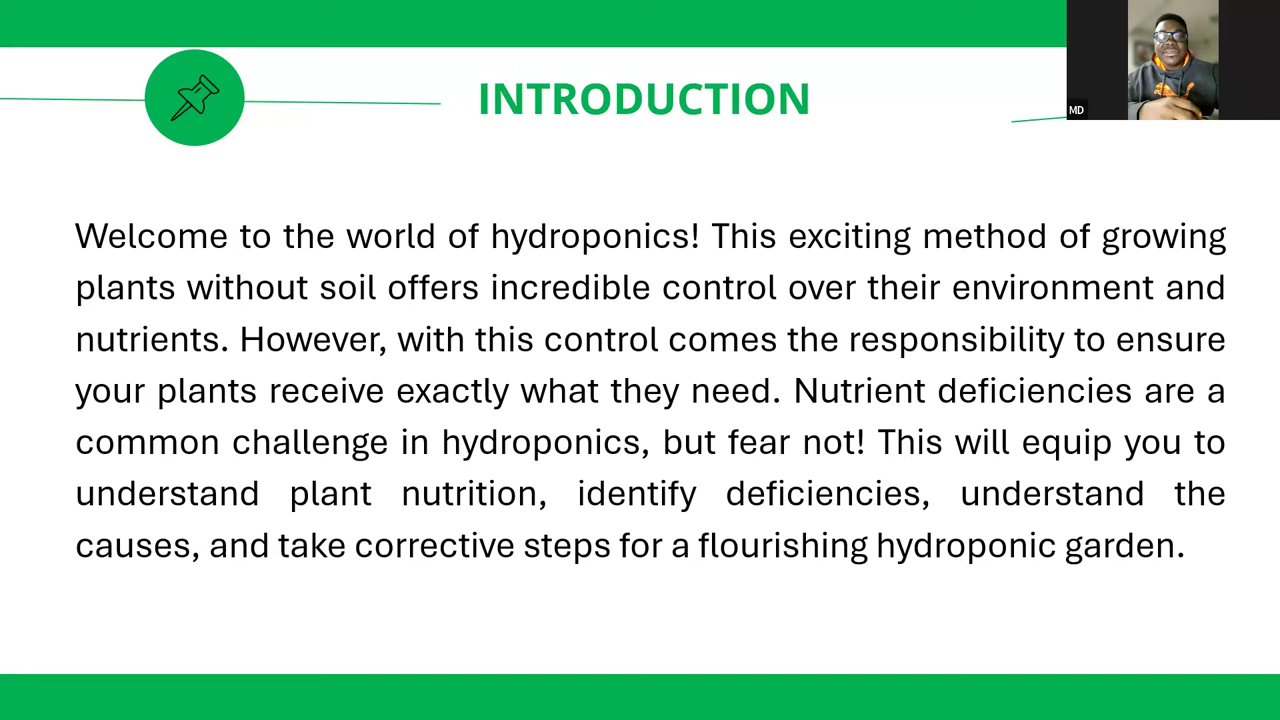 INTRODUCTION
MD
Welcome to the world of hydroponics! This exciting method of growing
plants without soil offers incredible control over their environment and
nutrients. However, with this control comes the responsibility to ensure
your plants receive exactly what they need. Nutrient deficiencies are a
common challenge in hydroponics, but fear not! This will equip you to
understand plant nutrition, identify deficiencies, understand the
causes, and take corrective steps for a flourishing hydroponic garden.